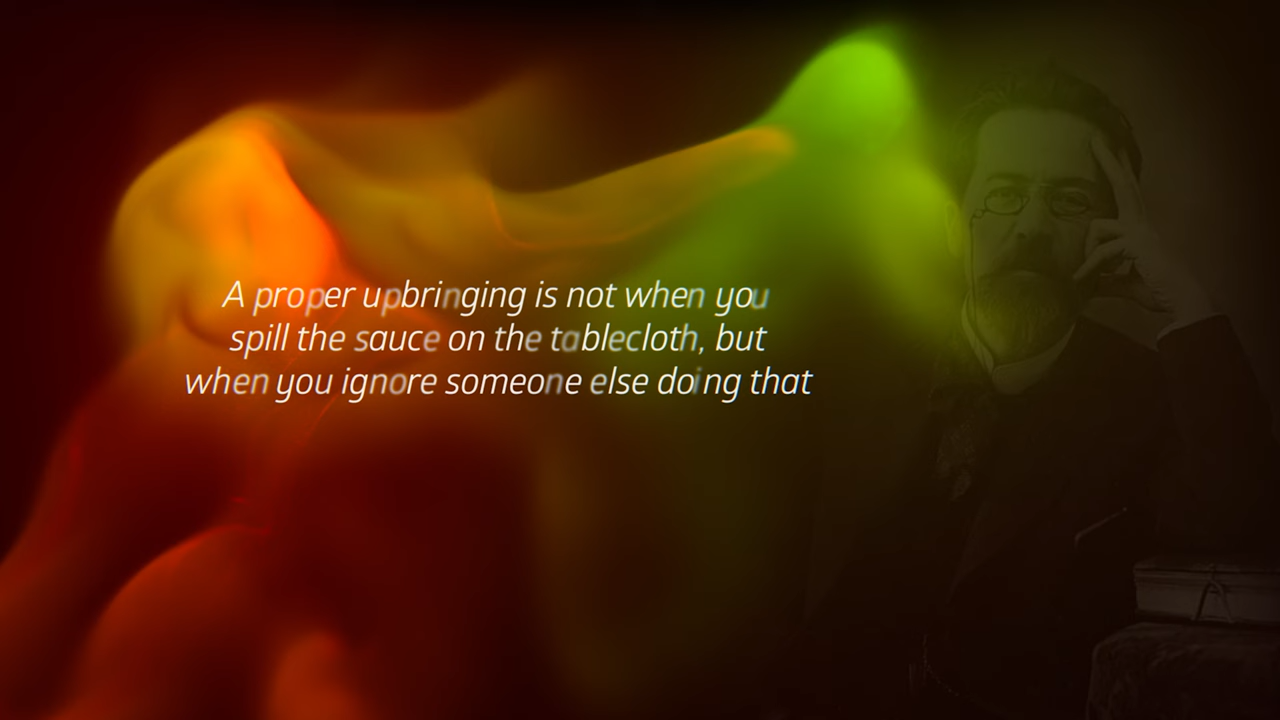 A proper upbringing is not when you
spill the sauce on the tablecloth, but
when you ignore someone else doing that